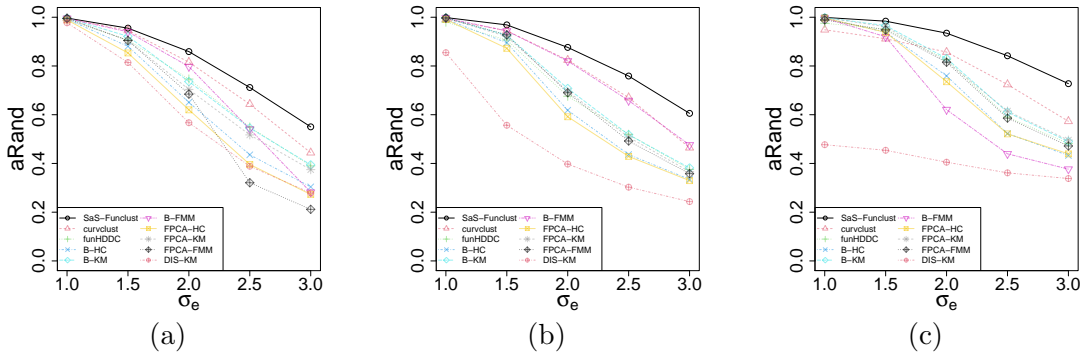 aRand
1.0
0.8
0.6
0.4
0.2
0.0
SaS−Funclust
curvclust
funHDDC
B−HC
B−KM
B−FMM
FPCA−HC
FPCA−KM
FPCA−FMM
DIS−KM
1.0 1.5 2.0 2.5 3.0
σe
(a)
aRand
1.0
0.8
0.6
0.4
0.2
0.0
SaS−Funclust
curvclust
funHDDC
B−HC
B−KM
B−FMM
FPCA−HC
FPCA−KM
FPCA−FMM
DIS−KM
1.0 1.5 2.0 2.5 3.0
σe
(b)
aRand
1.0
0.8
0.6
0.4
0.2
0.0
SaS−Funclust
curvclust
funHDDC
B−HC
B−KM
B−FMM
FPCA−HC
FPCA−KM
FPCA−FMM
DIS−KM
1.0 1.5 2.0 2.5 3.0
σe
(c)